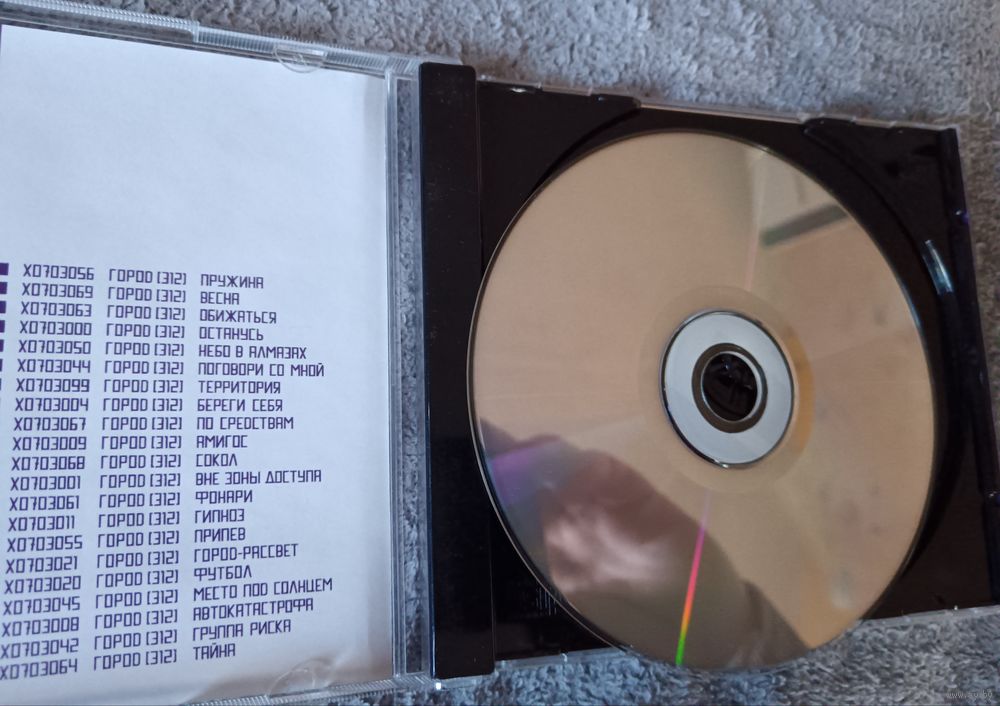 X0703056 ГОРОД (312) ПРУЖИНА
X0703069 ГОРОД (312) ВЕСНА
X0703063 ГОРОД (312) ОБИЖАТЬСЯ
X0703000 ГОРОД (312) ОСТАНУСЬ
X0703050 ГОРОД (312) НЕБО В АЛМАЗАХ
X0703044 ГОРОД (312) ПОГОВОРИ СО МНОЙ
X0703099 ГОРОД (312) ТЕРРИТОРИЯ
X0703004 ГОРОД (312) БЕРЕГИ СЕБЯ
X0703067 ГОРОД (312) ПО СРЕДСТВАМ
X0703009 ГОРОД (312) АМИГОС
X0703068 ГОРОД (312) СОКОЛ
X0703001 ГОРОД (312) ВНЕ ЗОНЫ ДОСТУПА
X0703061 ГОРОД (312) ФОНАРИ
X0703011 ГОРОД (312) ГИПНОЗ
X0703055 ГОРОД (312) ПРИПЕВ
X0703021 ГОРОД (312) ГОРОД-РАССВЕТ
X0703020 ГОРОД (312) ФУТБОЛ
X0703045 ГОРОД (312) МЕСТО ПОД СОЛНЦЕМ
X0703008 ГОРОД (312) АВТОКАТАСТРОФА
X0703042 ГОРОД (312) ГРУППА РИСКА
X0703064 ГОРОД (312) ТАЙНА